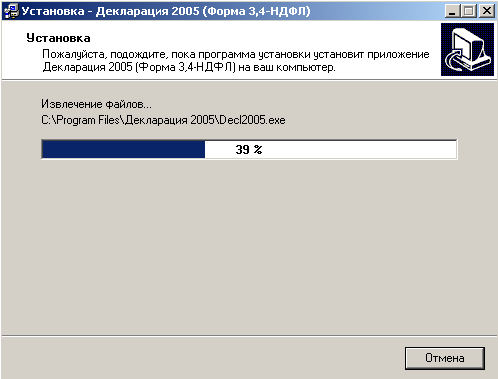 Установка - Декларация 2005 (Форма 3,4-НДФЛ)
Установка
Пожалуйста, подождите, пока программа установки установит приложение
Декларация 2005 (Форма 3,4-НДФЛ) на ваш компьютер.
Извлечение файлов...
C:\Program Files\Декларация 2005\Decl2005.exe
39 %
Отмена